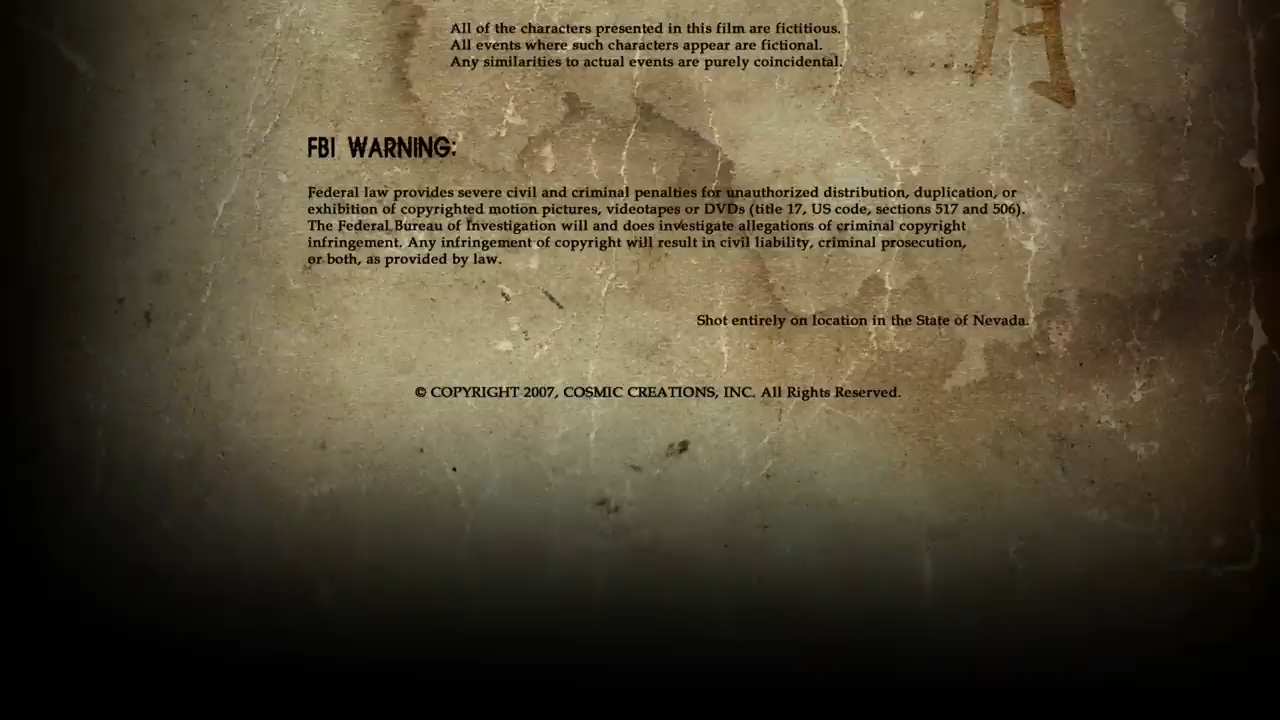 All of the characters presented in this film are fictitious.
All events where such characters appear are fictional.
Any similarities to actual events are purely coincidental.
FBI WARNING:
Federal law provides severe civil and criminal penalties for unauthorized distribution, duplication, or
exhibition of copyrighted motion pictures, videotapes or DVDs (title 17, US code, sections 517 and 506).
The Federal Bureau of Investigation will and does investigate allegations of criminal copyright
infringement. Any infringement of copyright will result in civil liability, criminal prosecution,
or both, as provided by law.
Shot entirely on location in the State of Nevada.
© COPYRIGHT 2007, COSMIC CREATIONS, INC. All Rights Reserved.